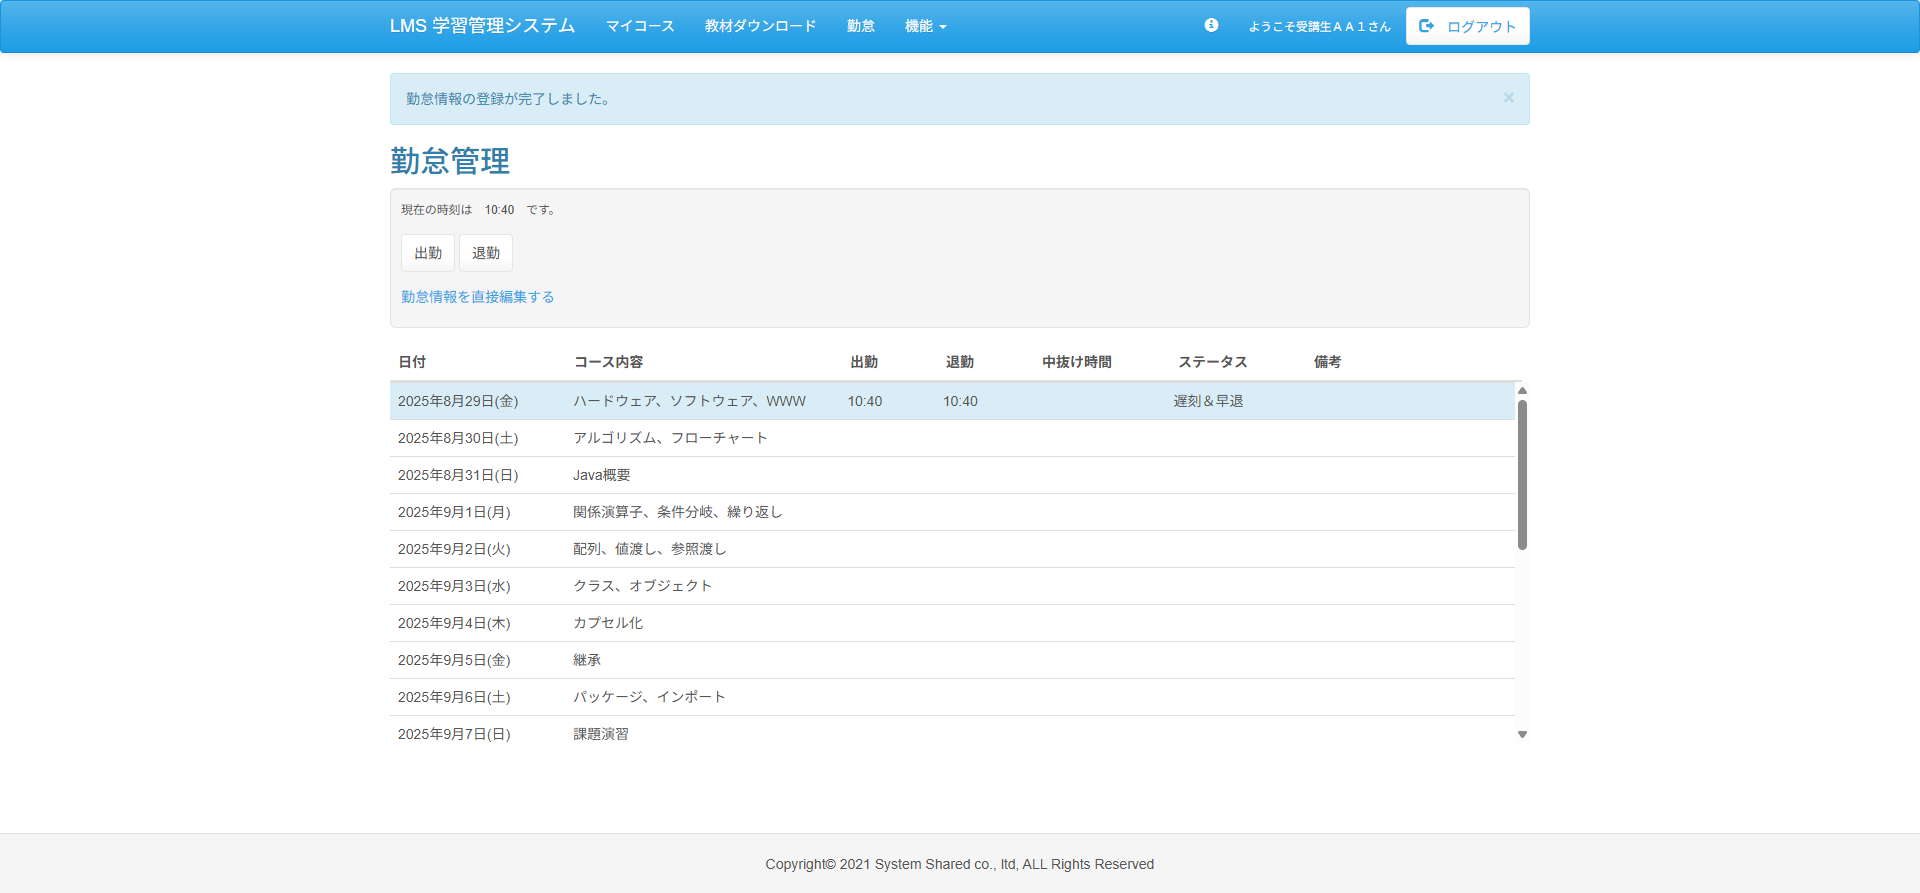 LMS 学習管理システム マイコース 教材ダウンロード 勤怠 機能 ようこそ受講生ＡＡ１さん ログアウト
勤怠情報の登録が完了しました。 ×
勤怠管理
現在の時刻は 10:40 です。
出勤 退勤
勤怠情報を直接編集する
日付 コース内容 出勤 退勤 中抜け時間 ステータス 備考
2025年8月29日(金) ハードウェア、ソフトウェア、WWW 10:40 10:40 遅刻＆早退
2025年8月30日(土) アルゴリズム、フローチャート
2025年8月31日(日) Java概要
2025年9月1日(月) 関係演算子、条件分岐、繰り返し
2025年9月2日(火) 配列、値渡し、参照渡し
2025年9月3日(水) クラス、オブジェクト
2025年9月4日(木) カプセル化
2025年9月5日(金) 継承
2025年9月6日(土) パッケージ、インポート
2025年9月7日(日) 課題演習
Copyright© 2021 System Shared co., ltd, ALL Rights Reserved